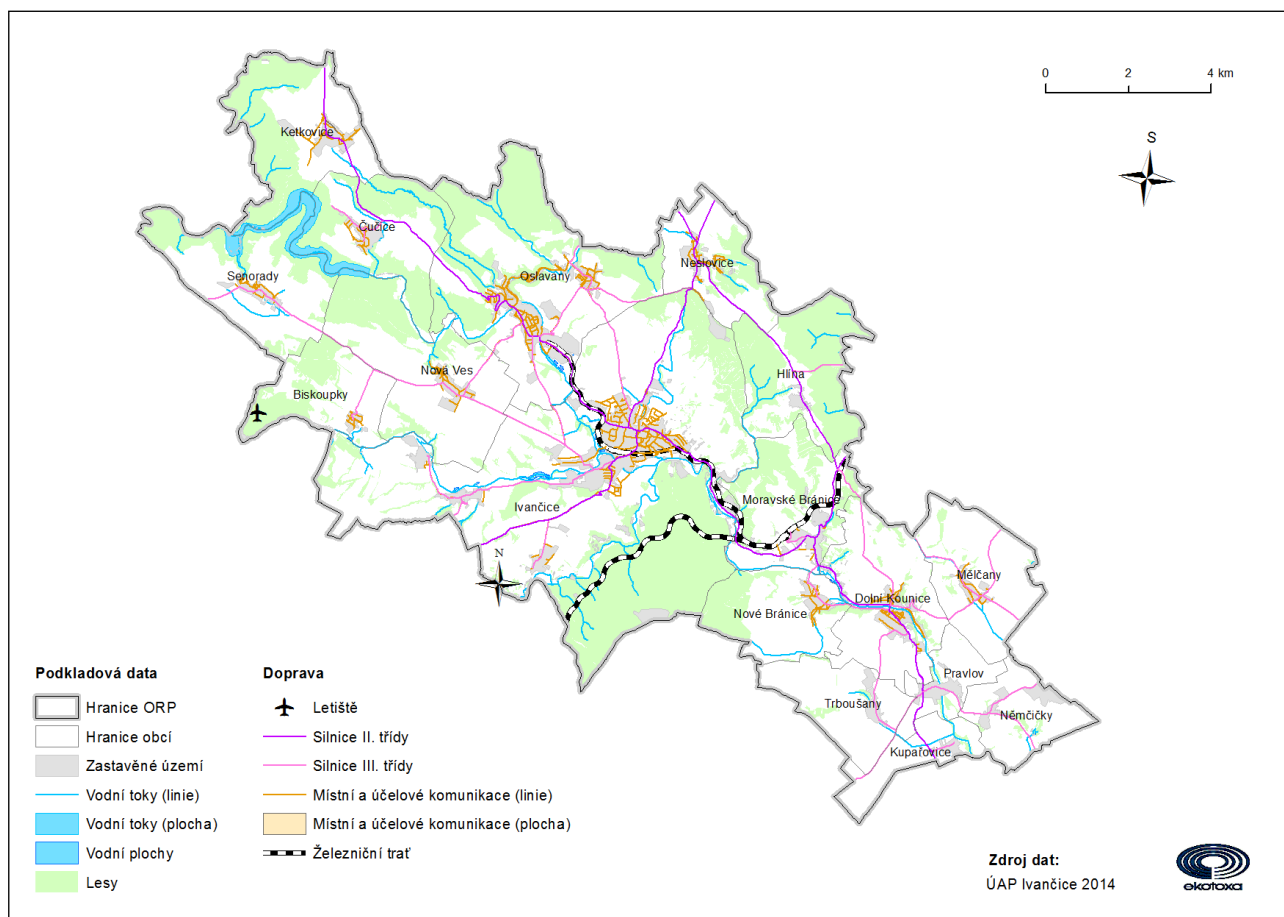 0 2 4 km
S
Ketkovice
Čučice
Senorady
Oslavany
Neslovice
Nová Ves
Biskoupky
Hlína
Ivančice
Moravské Bránice
N
Mělčany
Dolní Kounice
Nové Bránice
Pravlov
Trboušany
Němčičky
Kupařovice
Podkladová data
Hranice ORP
Hranice obcí
Zastavěné území
Vodní toky (linie)
Vodní toky (plocha)
Vodní plochy
Lesy
Doprava
Letiště
Silnice II. třídy
Silnice III. třídy
Místní a účelové komunikace (linie)
Místní a účelové komunikace (plocha)
Železniční trať
Zdroj dat:
ÚAP Ivančice 2014
ekotoxa